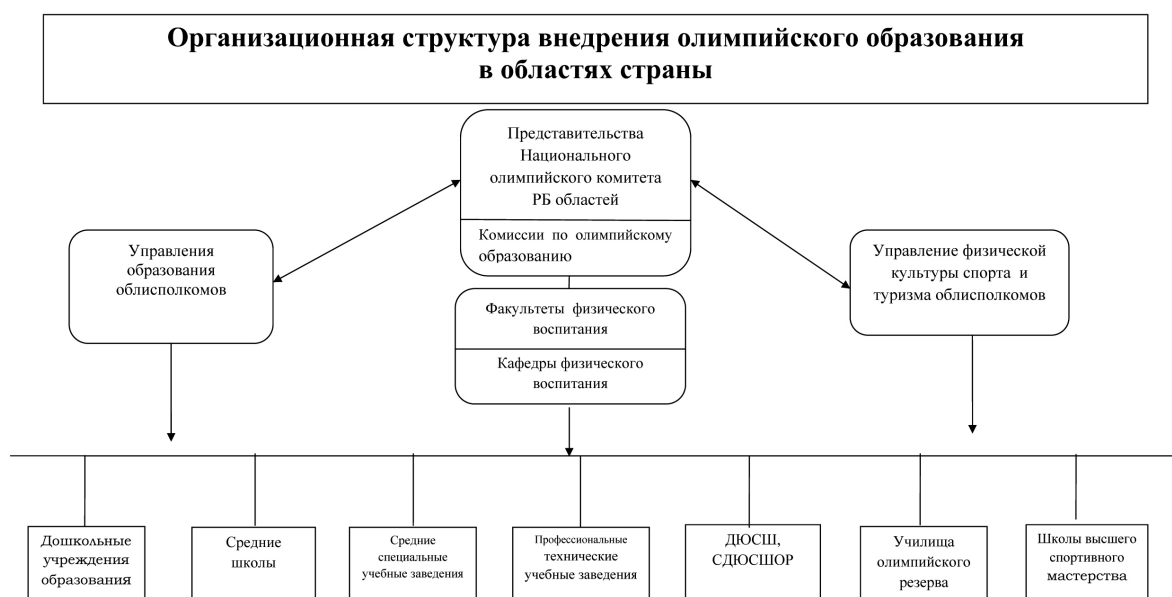 Организационная структура внедрения олимпийского образования
в областях страны
Представительства
Национального
олимпийского комитета
РБ областей
Комиссии по олимпийскому
образованию
Управления
образования
облисполкомов
Управление физической
культуры спорта и
туризма облисполкомов
Факультеты физического
воспитания
Кафедры физического
воспитания
Дошкольные
учреждения
образования
Средние
школы
Средние
специальные
учебные заведения
Профессиональные
технические
учебные заведения
ДЮСШ,
СДЮСШОР
Училища
олимпийского
резерва
Школы высшего
спортивного
мастерства